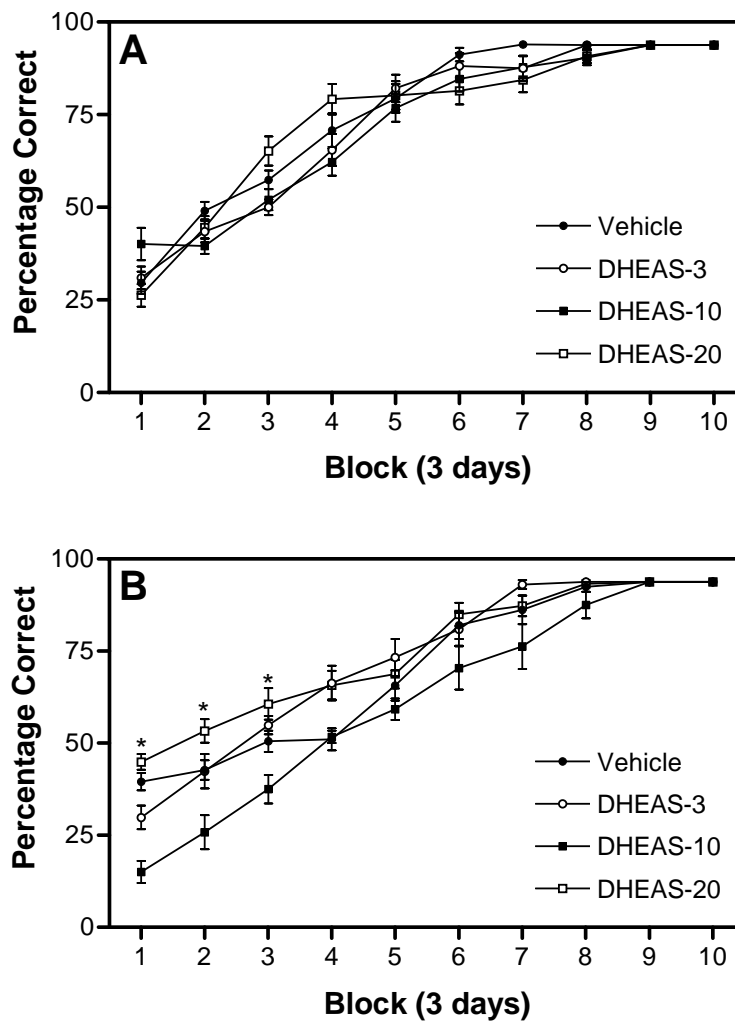 A
Percentage Correct
100
75
50
25
0
Vehicle
DHEAS-3
DHEAS-10
DHEAS-20
1 2 3 4 5 6 7 8 9 10
Block (3 days)
B
Percentage Correct
100
75
50
25
0
* * *
Vehicle
DHEAS-3
DHEAS-10
DHEAS-20
1 2 3 4 5 6 7 8 9 10
Block (3 days)